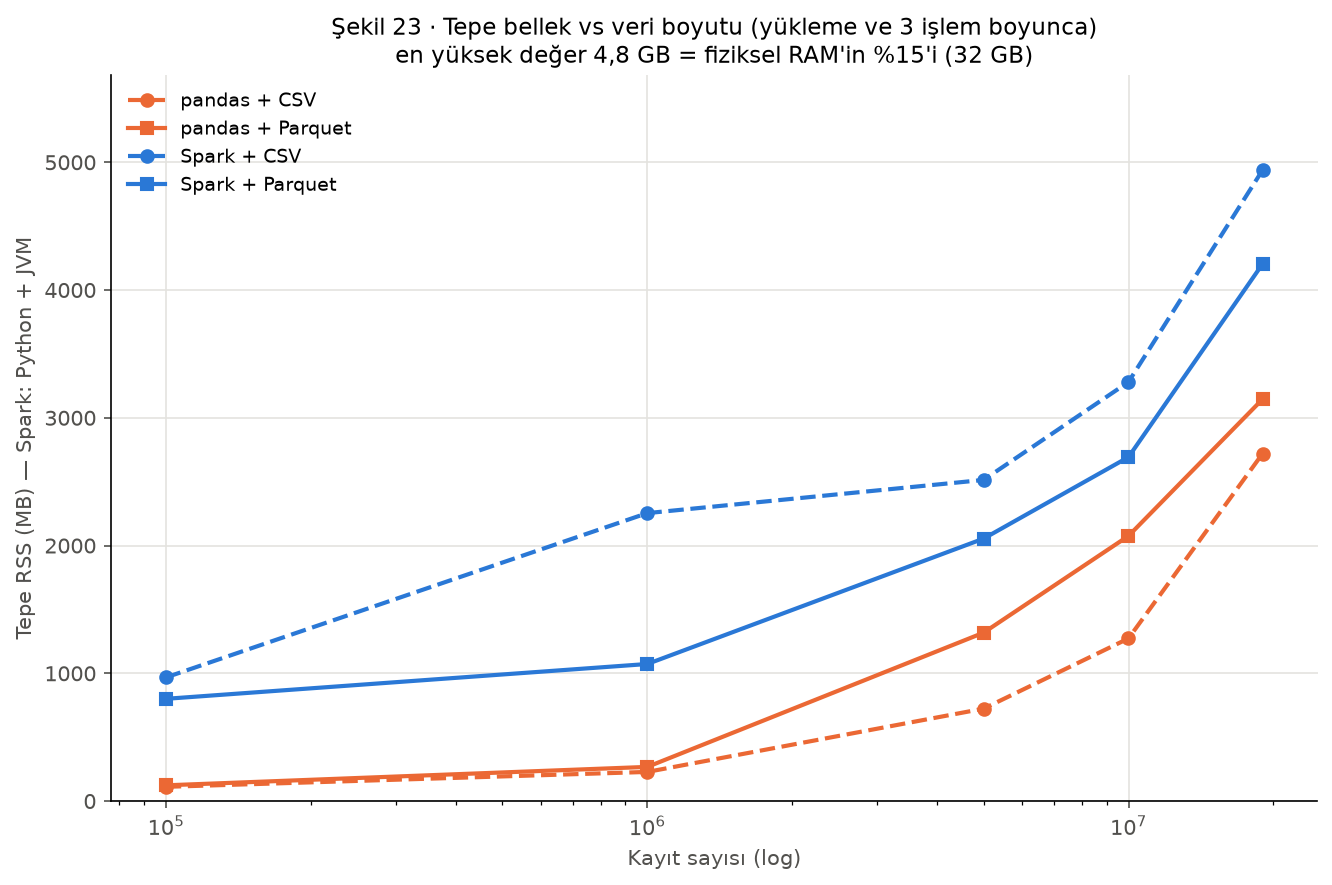 Şekil 23 · Tepe bellek vs veri boyutu (yükleme ve 3 işlem boyunca)
en yüksek değer 4,8 GB = fiziksel RAM'in %15'i (32 GB)
pandas + CSV
pandas + Parquet
Spark + CSV
Spark + Parquet
Tepe RSS (MB) — Spark: Python + JVM
5000
4000
3000
2000
1000
0
10⁵ 10⁶ 10⁷
Kayıt sayısı (log)